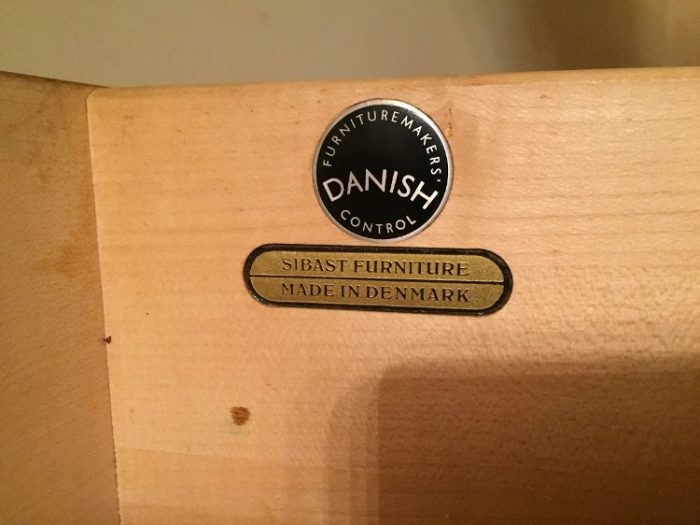 FURNITUREMAKERS'
DANISH
CONTROL
SIBAST FURNITURE
MADE IN DENMARK